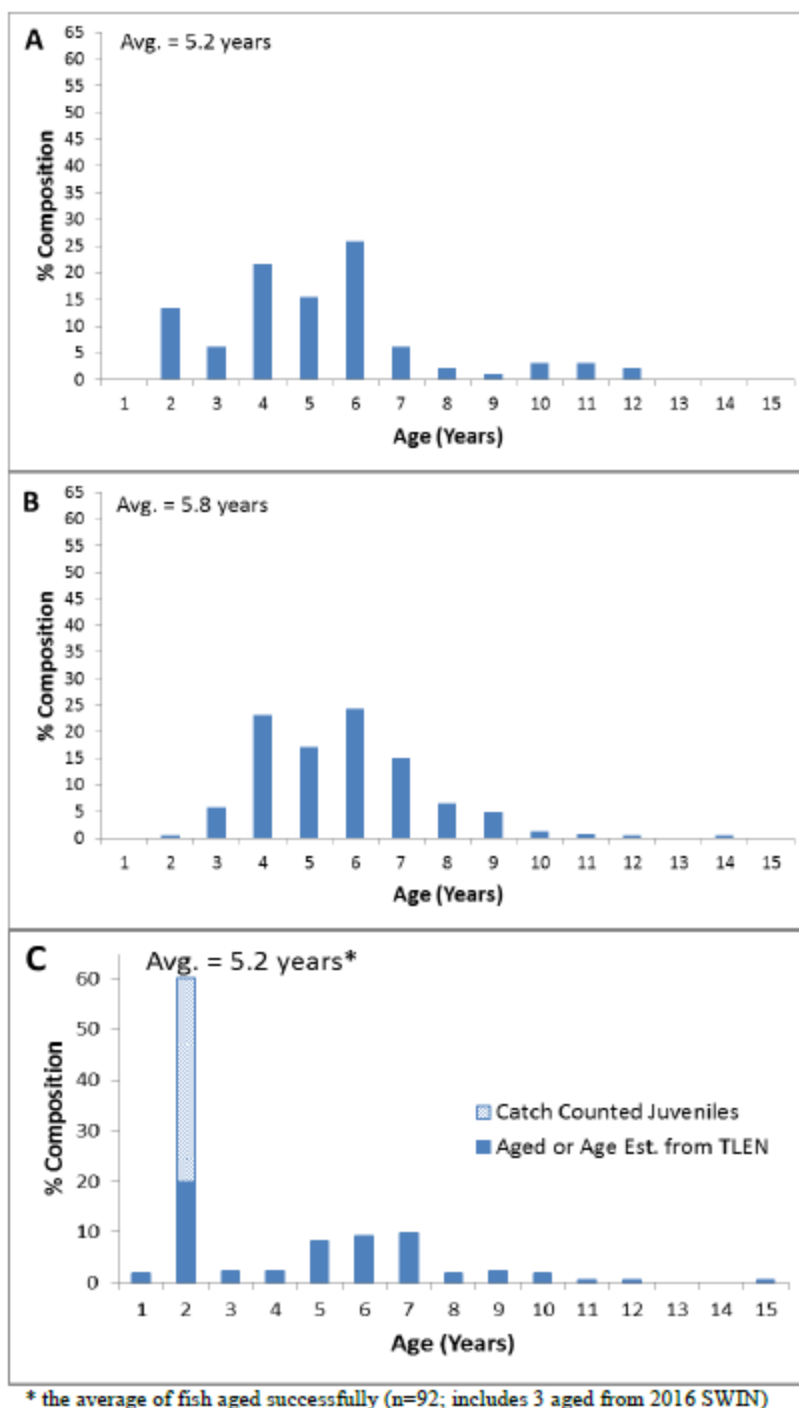 A
Avg. = 5.2 years
65
60
55
50
45
40
35
30
25
20
15
10
5
0
% Composition
1 2 3 4 5 6 7 8 9 10 11 12 13 14 15
Age (Years)
B
Avg. = 5.8 years
65
60
55
50
45
40
35
30
25
20
15
10
5
0
% Composition
1 2 3 4 5 6 7 8 9 10 11 12 13 14 15
Age (Years)
C
Avg. = 5.2 years*
60
50
40
30
20
10
0
% Composition
Catch Counted Juveniles
Aged or Age Est. from TLEN
1 2 3 4 5 6 7 8 9 10 11 12 13 14 15
Age (Years)
* the average of fish aged successfully (n=92; includes 3 aged from 2016 SWIN)